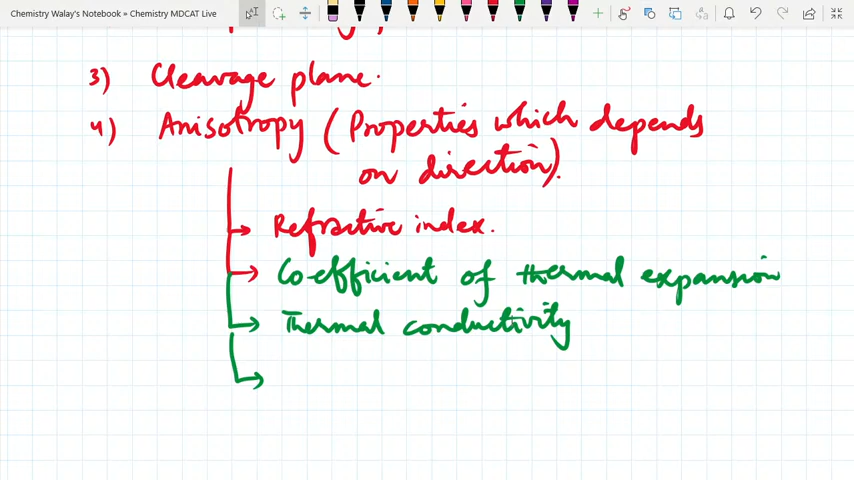 Chemistry Walay's Notebook » Chemistry MDCAT Live
3) Cleavage plane.
4) Anisotropy (Properties which depends
on direction).
Refractive index.
Co-efficient of thermal expansion
Thermal conductivity